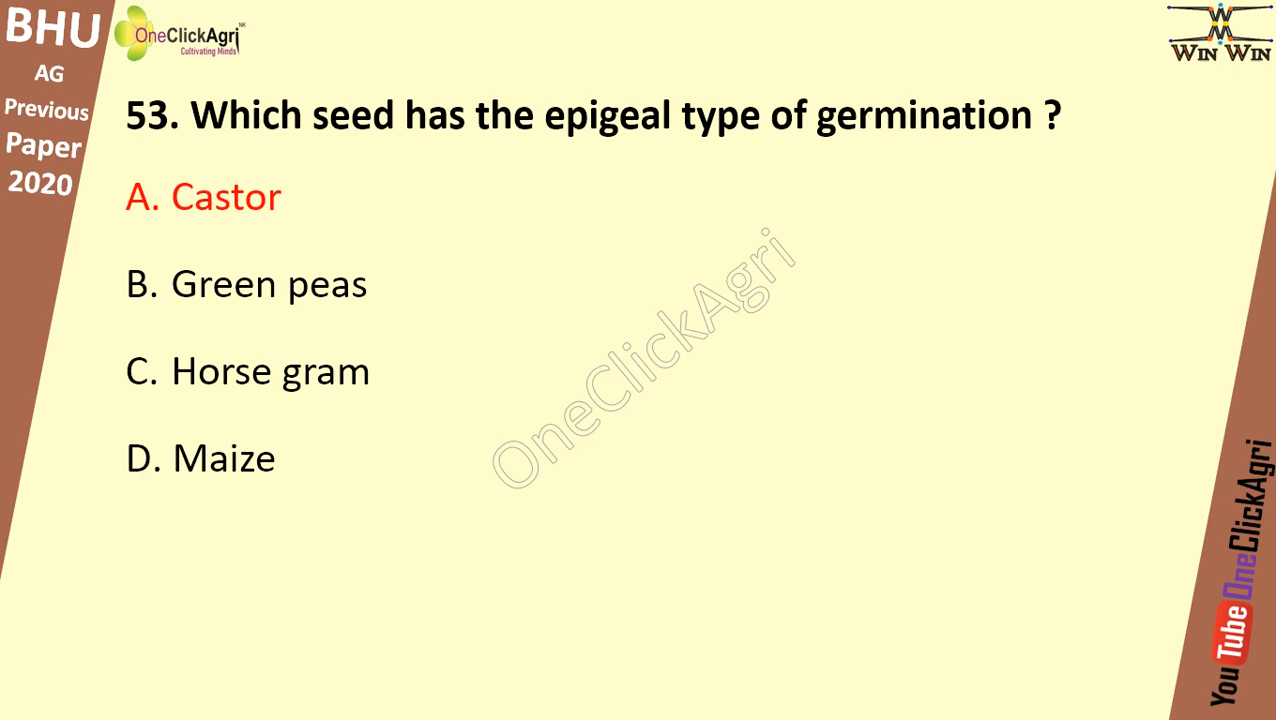 BHU
AG
Previous
Paper
2020
OneClickAgri NK
Cultivating Minds
WIN WIN
53. Which seed has the epigeal type of germination ?
A. Castor
B. Green peas
C. Horse gram
D. Maize
OneClickAgri
YouTube OneClickAgri